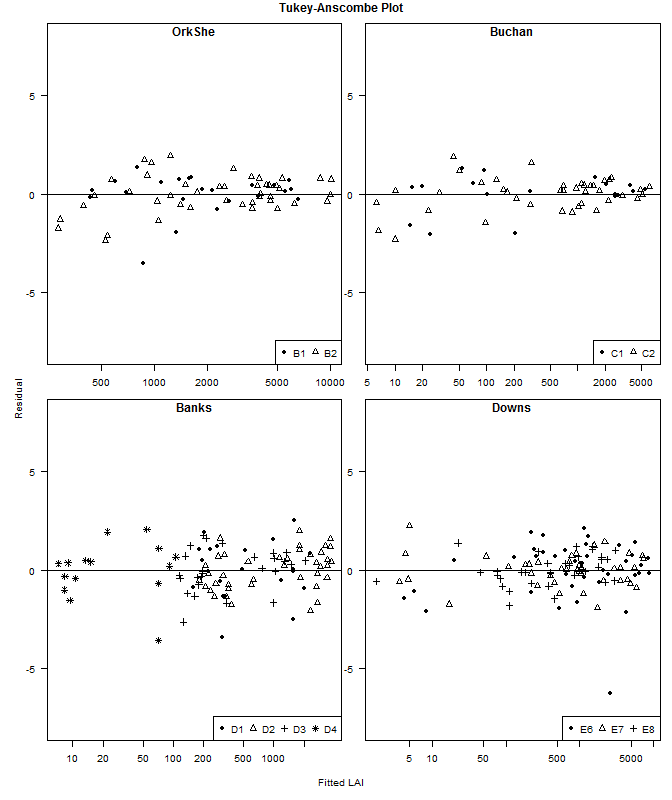 Tukey-Anscombe Plot
OrkShe
Buchan
5
0
-5
5
0
-5
B1 B2
C1 C2
500 1000 2000 5000 10000
5 10 20 50 100 200 500 2000 5000
Residual
Banks
Downs
5
0
-5
5
0
-5
D1 D2 D3 D4
E6 E7 E8
10 20 50 100 200 500 1000
5 10 50 100 500 1000 5000
Fitted LAI